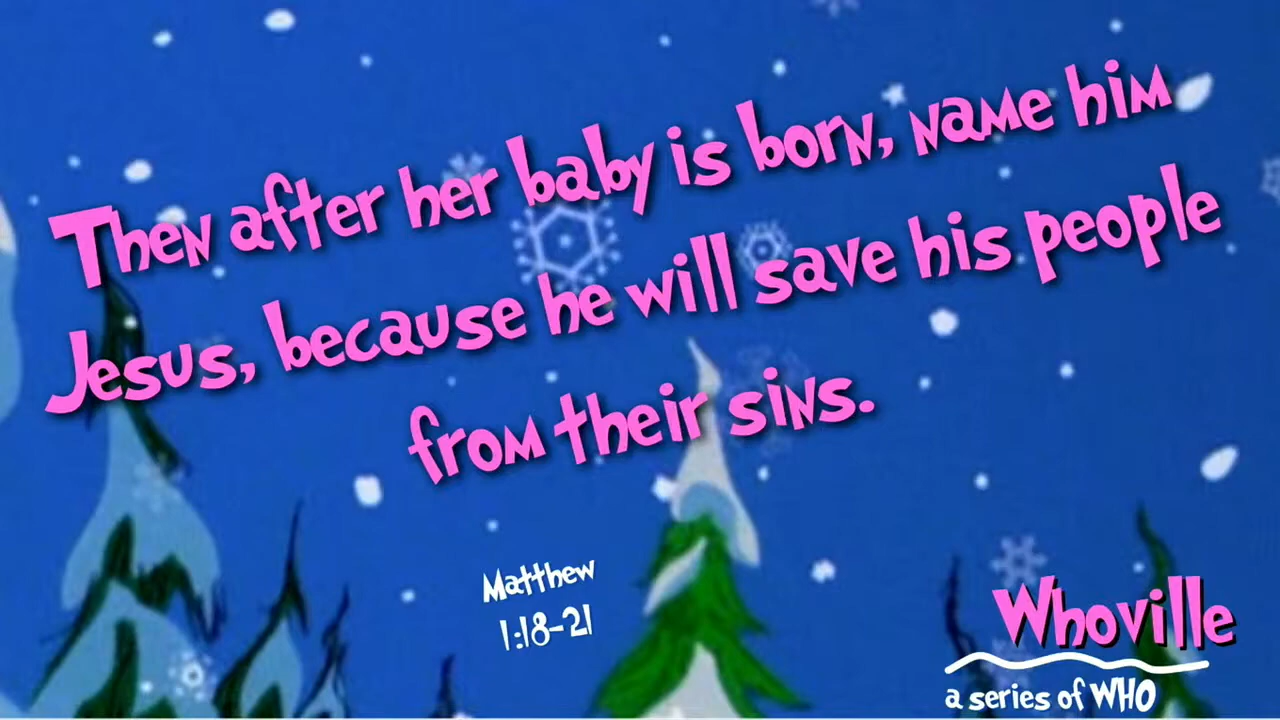 Then after her baby is born, name him
Jesus, because he will save his people
from their sins.
Matthew
1:18-21
Whoville
a series of WHO